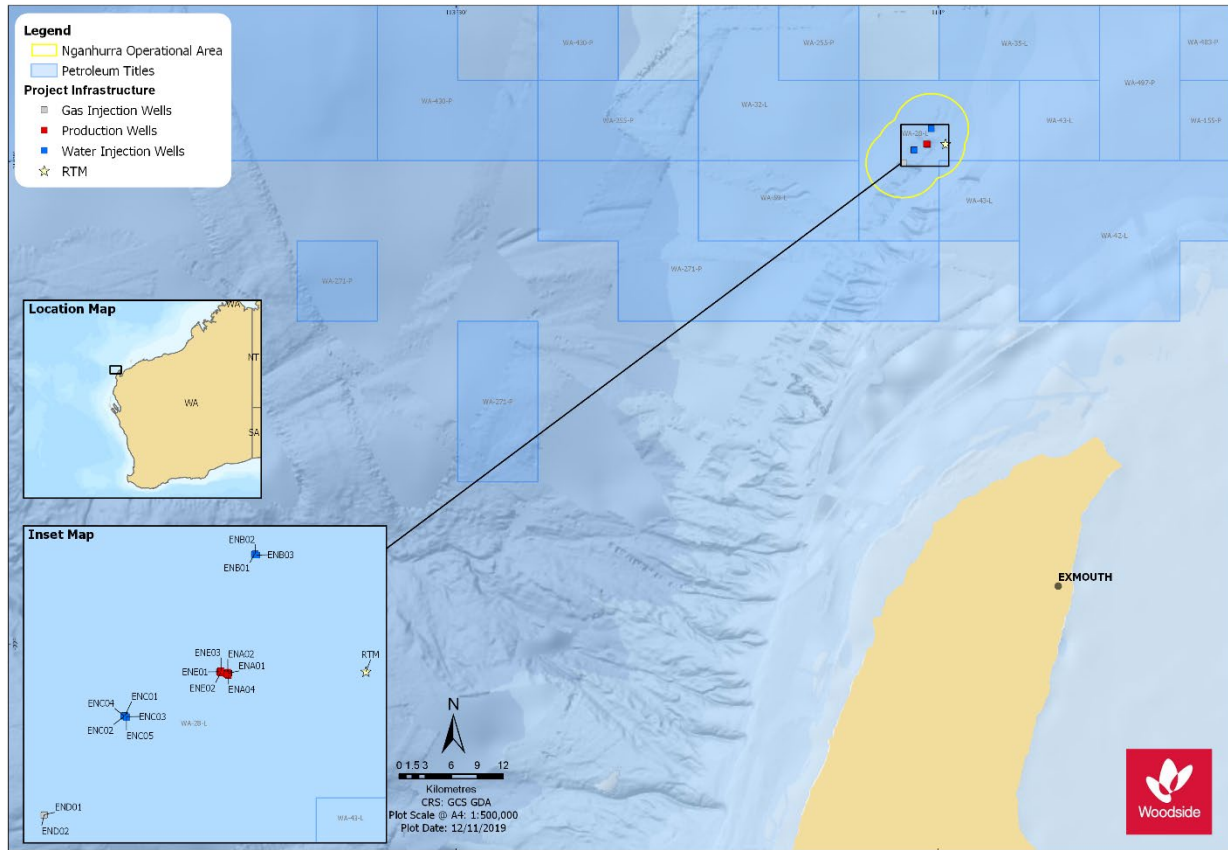 113°30'
114°
Legend
Nganhurra Operational Area
Petroleum Titles
Project Infrastructure
Gas Injection Wells
Production Wells
Water Injection Wells
RTM
WA-430-P
WA-255-P
WA-35-L
WA-483-P
WA-430-P
WA-355-P
WA-32-L
WA-28-L
WA-43-L
WA-497-P
WA-155-P
WA-43-L
WA-42-L
WA-271-P
WA-271-P
Location Map
WA
NT
WA
SA
EXMOUTH
Inset Map
ENB02
ENB03
ENB01
ENE03
ENA02
RTM
ENE01
ENA01
ENE02
ENA04
ENC01
ENC04
ENC03
ENC02
ENC05
WA-28-L
END01
END02
WA-43-L
N
0 1.5 3 6 9 12
Kilometres
CRS: GCS GDA
Plot Scale @ A4: 1:500,000
Plot Date: 12/11/2019
Woodside